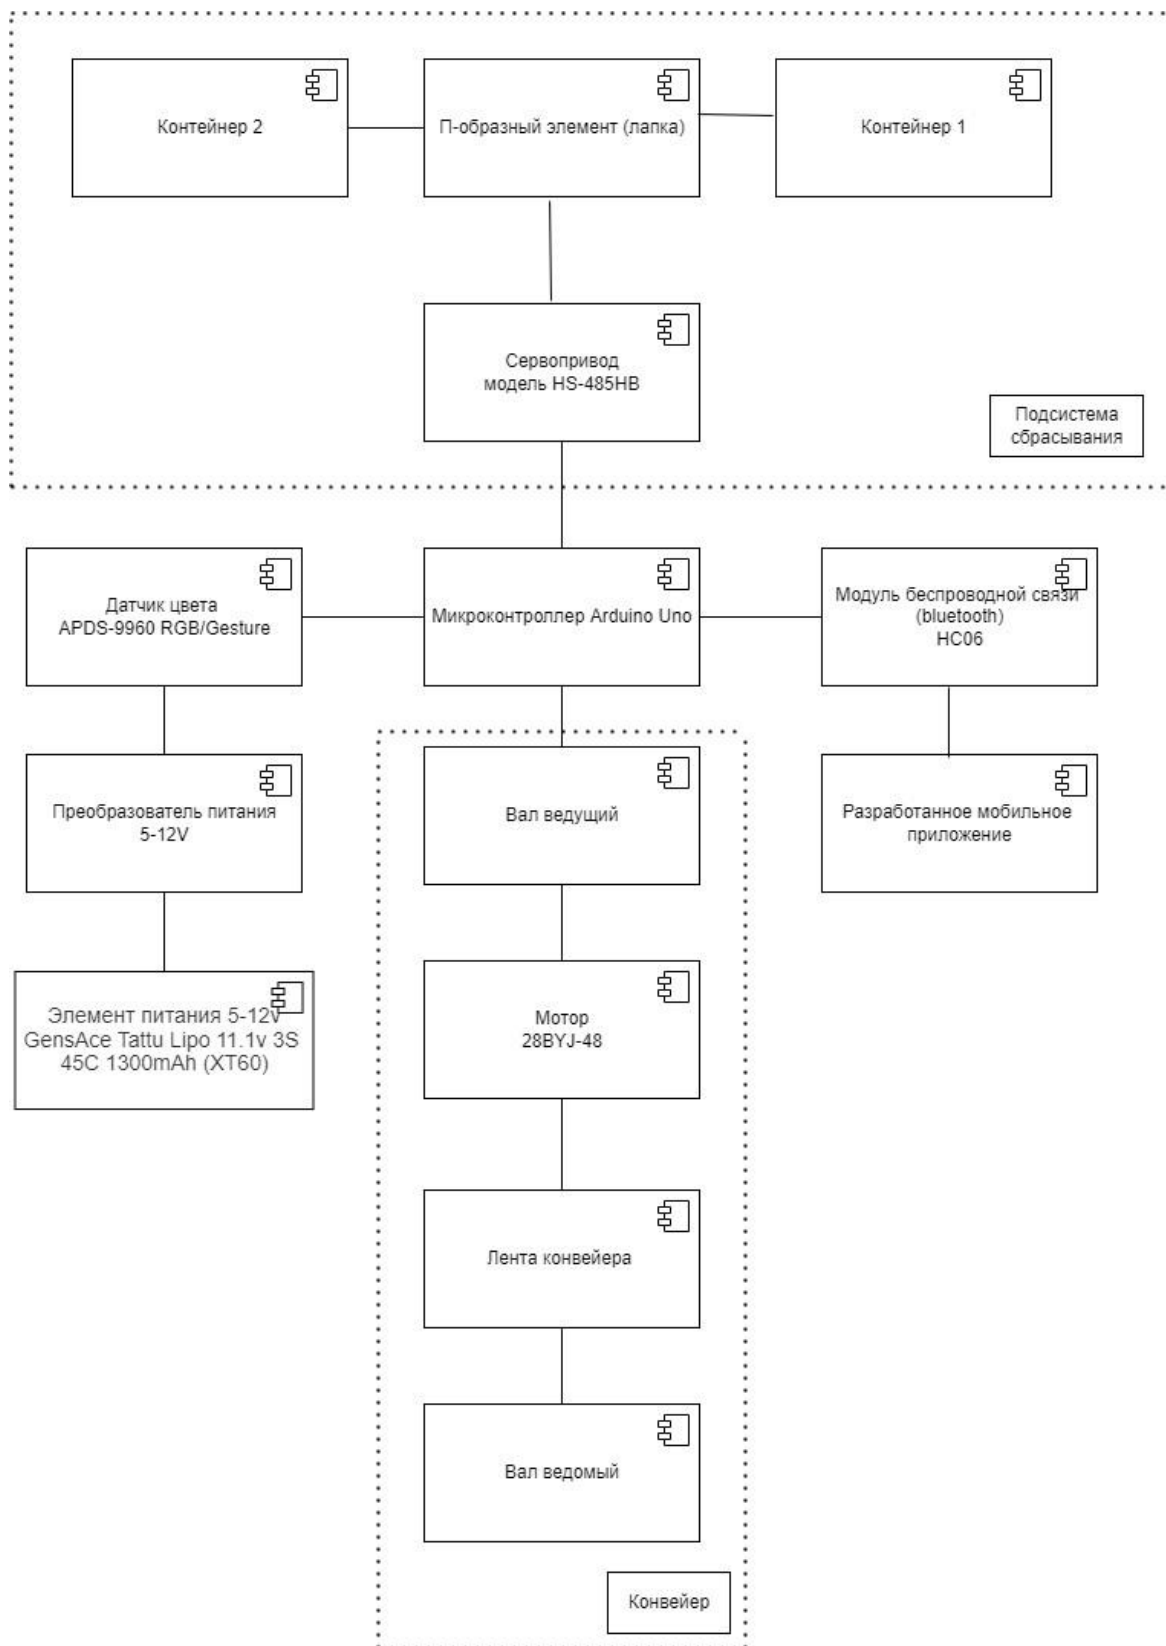 Контейнер 2
П-образный элемент (лапка)
Контейнер 1
Сервопривод
модель HS-485HB
Подсистема
сбрасывания
Датчик цвета
APDS-9960 RGB/Gesture
Микроконтроллер Arduino Uno
Модуль беспроводной связи
(bluetooth)
HC06
Преобразователь питания
5-12V
Вал ведущий
Разработанное мобильное
приложение
Элемент питания 5-12v
GensAce Tattu Lipo 11.1v 3S
45C 1300mAh (XT60)
Мотор
28BYJ-48
Лента конвейера
Вал ведомый
Конвейер